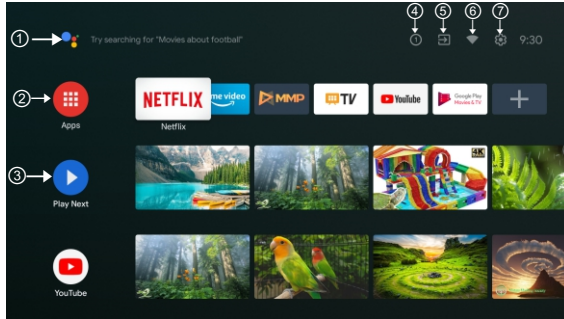 ① Try searching for "Movies about football" ④ ⑤ ⑥ ⑦ 9:30
② Apps
NETFLIX me video MMP TV YouTube Google Play Movies & TV +
Netflix
③ Play Next
4K
YouTube